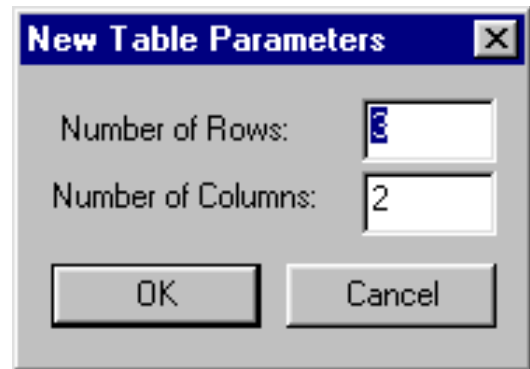 New Table Parameters
Number of Rows: 3
Number of Columns: 2
OK Cancel